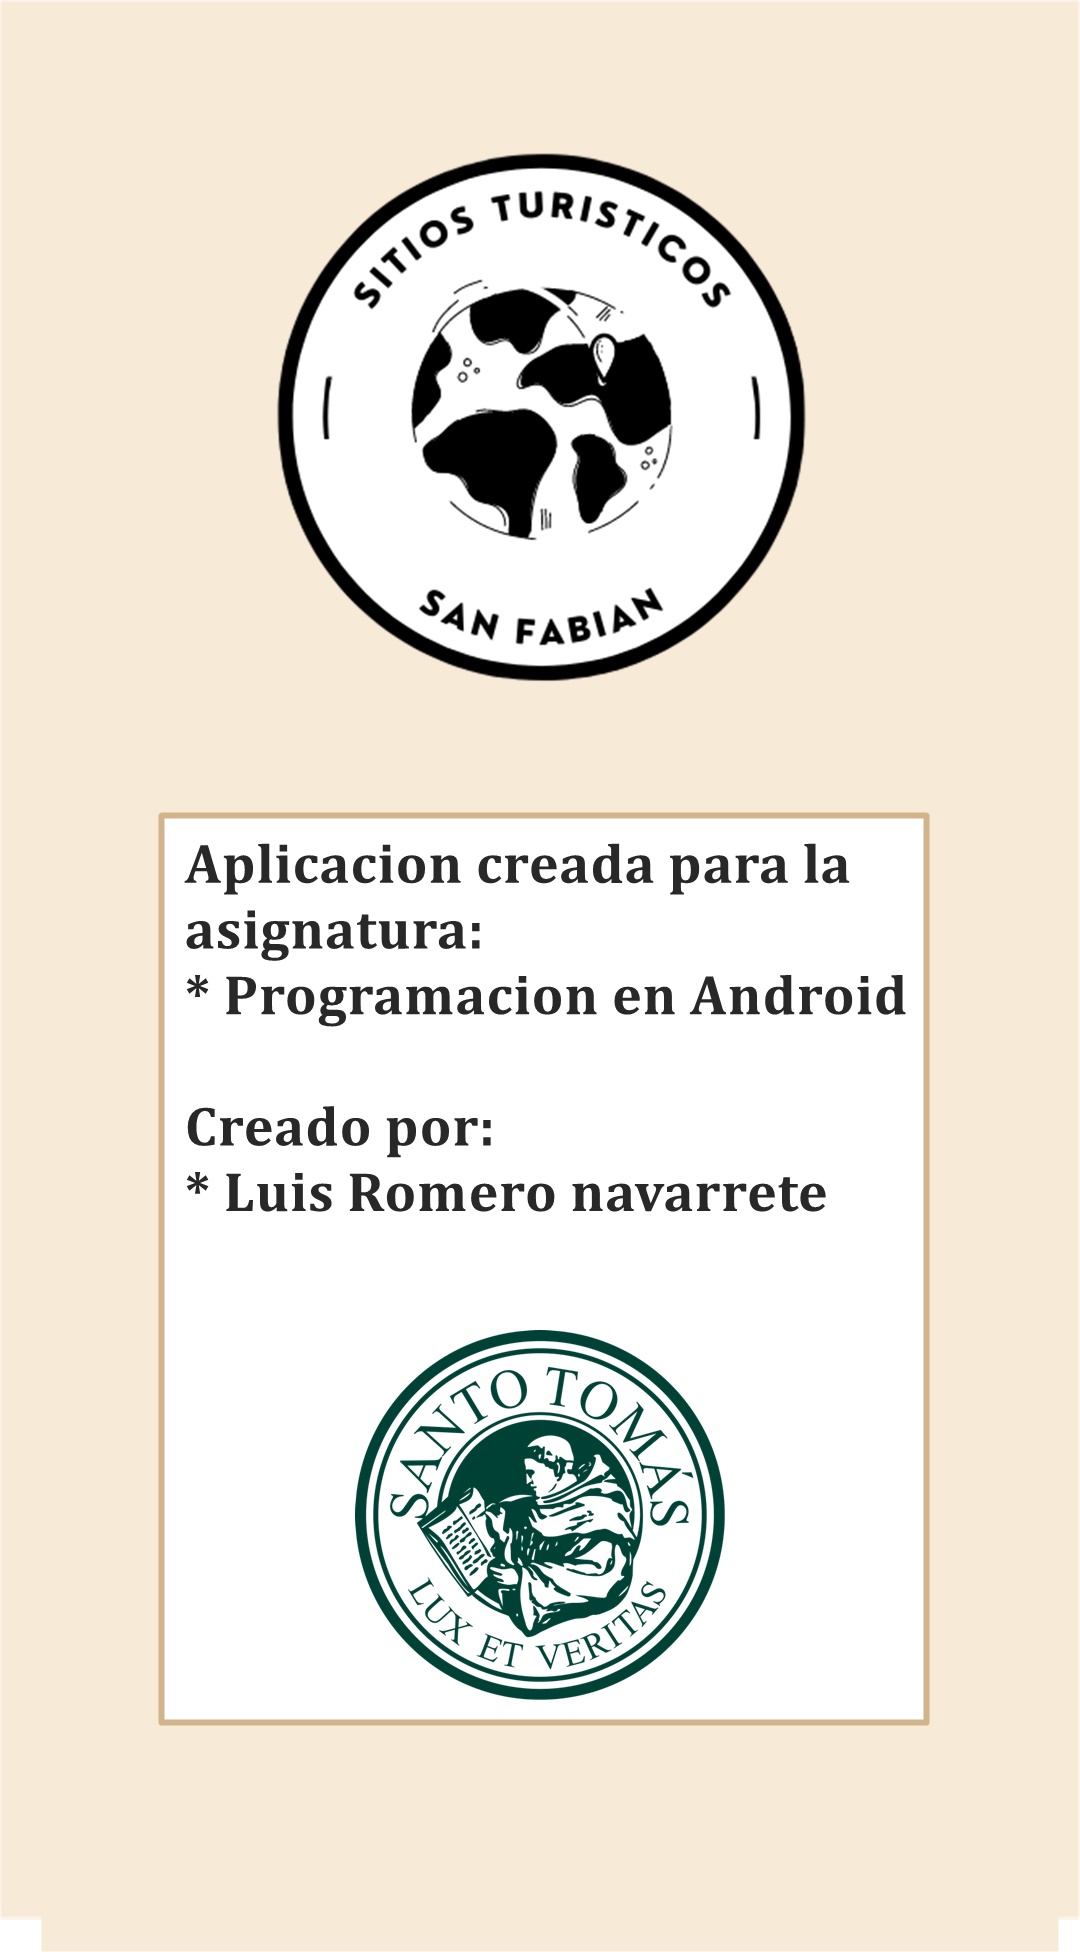 SITIOS TURISTICOS
SAN FABIAN
Aplicacion creada para la
asignatura:
* Programacion en Android
Creado por:
* Luis Romero navarrete
SANTO TOMÁS
LUX ET VERITAS